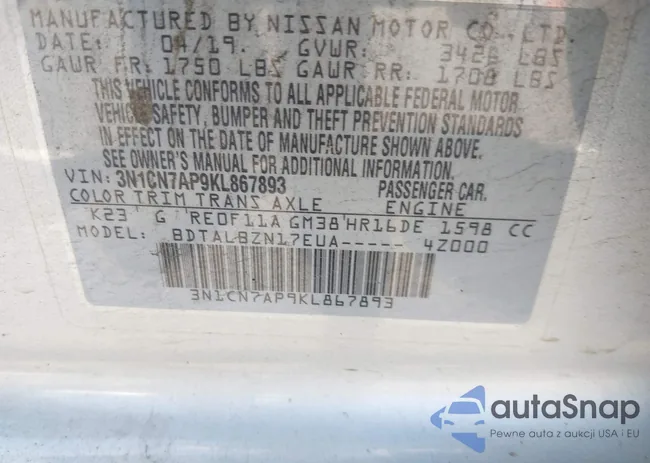 MANUFACTURED BY NISSAN MOTOR CO., LTD.
DATE: 04/19. GVWR: 3426 LBS
GAWR FR: 1750 LBS GAWR RR: 1708 LBS
THIS VEHICLE CONFORMS TO ALL APPLICABLE FEDERAL MOTOR
VEHICLE SAFETY, BUMPER AND THEFT PREVENTION STANDARDS
IN EFFECT ON THE DATE OF MANUFACTURE SHOWN ABOVE.
SEE OWNER'S MANUAL FOR ADDITIONAL INFORMATION.
VIN: 3N1CN7AP9KL867893 PASSENGER CAR.
COLOR TRIM TRANS AXLE ENGINE
K23 G RE0F11A GM38 HR16DE 1598 CC
MODEL: BDTALBZN17EUA----- 4Z000
3N1CN7AP9KL867893
autoSnap
Pewne auta z aukcji USA i EU